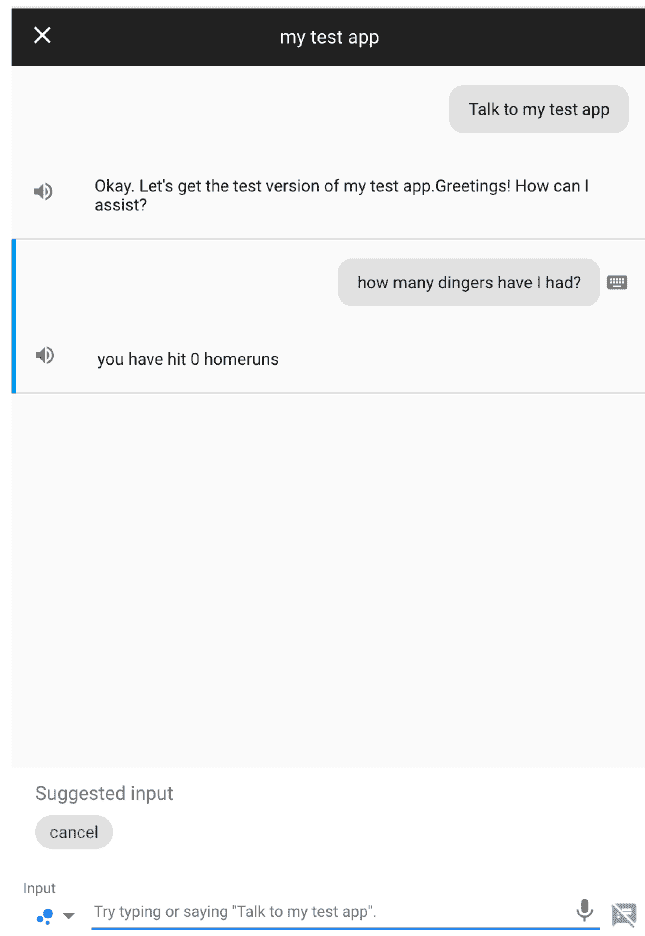 my test app
Talk to my test app
Okay. Let's get the test version of my test app.Greetings! How can I
assist?
how many dingers have I had?
you have hit 0 homeruns
Suggested input
cancel
Input
Try typing or saying "Talk to my test app".